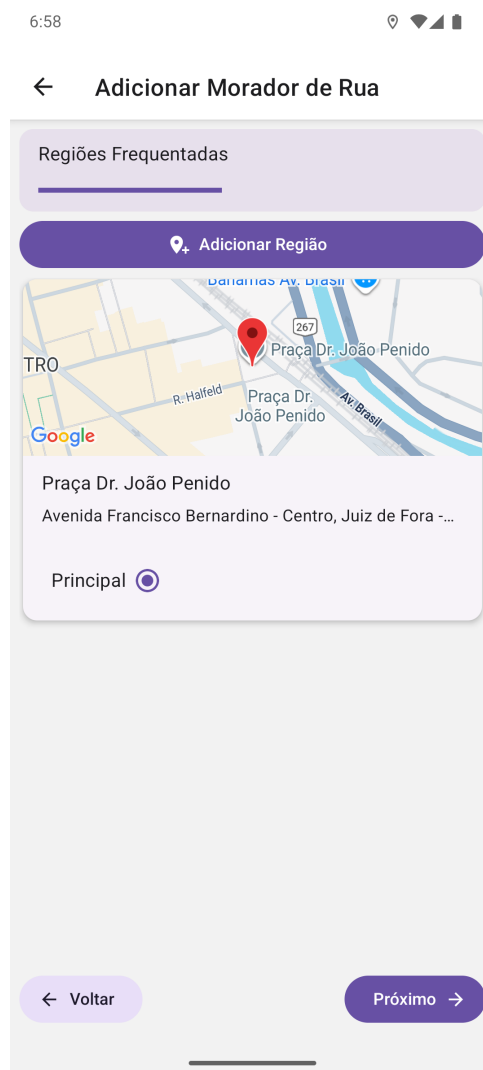 6:58
Adicionar Morador de Rua
Regiões Frequentadas
Adicionar Região
Bahamas Av. Brasil
267
Praça Dr. João Penido
TRO
R. Halfeld
Praça Dr.
João Penido
Av. Brasil
Google
Praça Dr. João Penido
Avenida Francisco Bernardino - Centro, Juiz de Fora -...
Principal
Voltar
Próximo